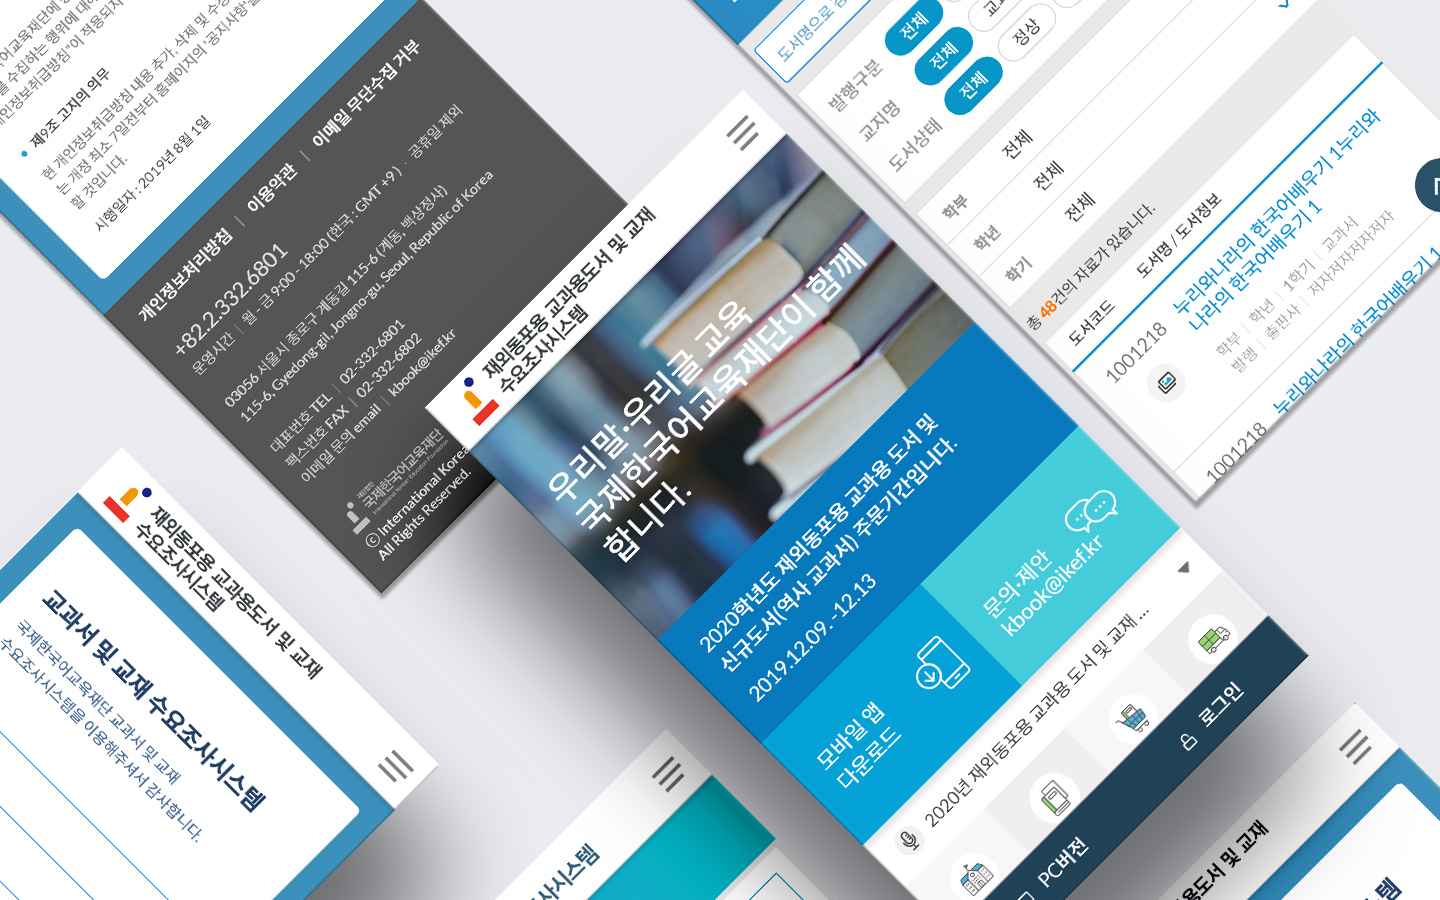 제9조 고지의 의무
현 개인정보취급방침 내용 추가, 삭제 및 수정
는 개정 최소 7일전부터 홈페이지의 '공지사항'을
할 것입니다.
시행일자 : 2019년 8월 1일
개인정보처리방침 | 이용약관 | 이메일 무단수집 거부
+82.2.332.6801
운영시간 | 월 - 금 9:00 - 18:00 (한국 : GMT +9) · 공휴일 제외
03056 서울시 종로구 계동길 115-6 (계동, 백상정사)
115-6, Gyedong-gil, Jongno-gu, Seoul, Republic of Korea
대표번호 TEL | 02-332-6801
팩스번호 FAX | 02-332-6802
이메일 문의 email | kbook@ikef.kr
국제한국어교육재단
ⓒ International Korea
All Rights Reserved.
재외동포용 교과용도서 및 교재
수요조사시스템
우리말·우리글 교육
국제한국어교육재단이 함께
합니다.
2020학년도 재외동포용 교과용 도서 및
신규도서(역사 교과서) 주문기간입니다.
2019.12.09. -12.13
문의·제안
kbook@ikef.kr
모바일 앱
다운로드
2020년 재외동포용 교과용 도서 및 교재 ...
PC버전
로그인
도서명으로
발행구분 전체
교지명 전체
도서상태 전체 정상
학부 전체
학년 전체
학기 전체
총 48건의 자료가 있습니다.
도서코드 도서명 / 도서정보
1001218
누리와나라의 한국어배우기 1누리와
나라의 한국어배우기 1
학부 | 학년 | 1학기 | 교과서
발행 | 출판사 | 저자저자저자저자
1001218
누리와나라의 한국어배우기 1
재외동포용 교과용도서 및 교재
수요조사시스템
교과서 및 교재 수요조사시스템
국제한국어교육재단 교과서 및 교재
수요조사시스템을 이용해주셔서 감사합니다.
사시스템
용도서 및 교재